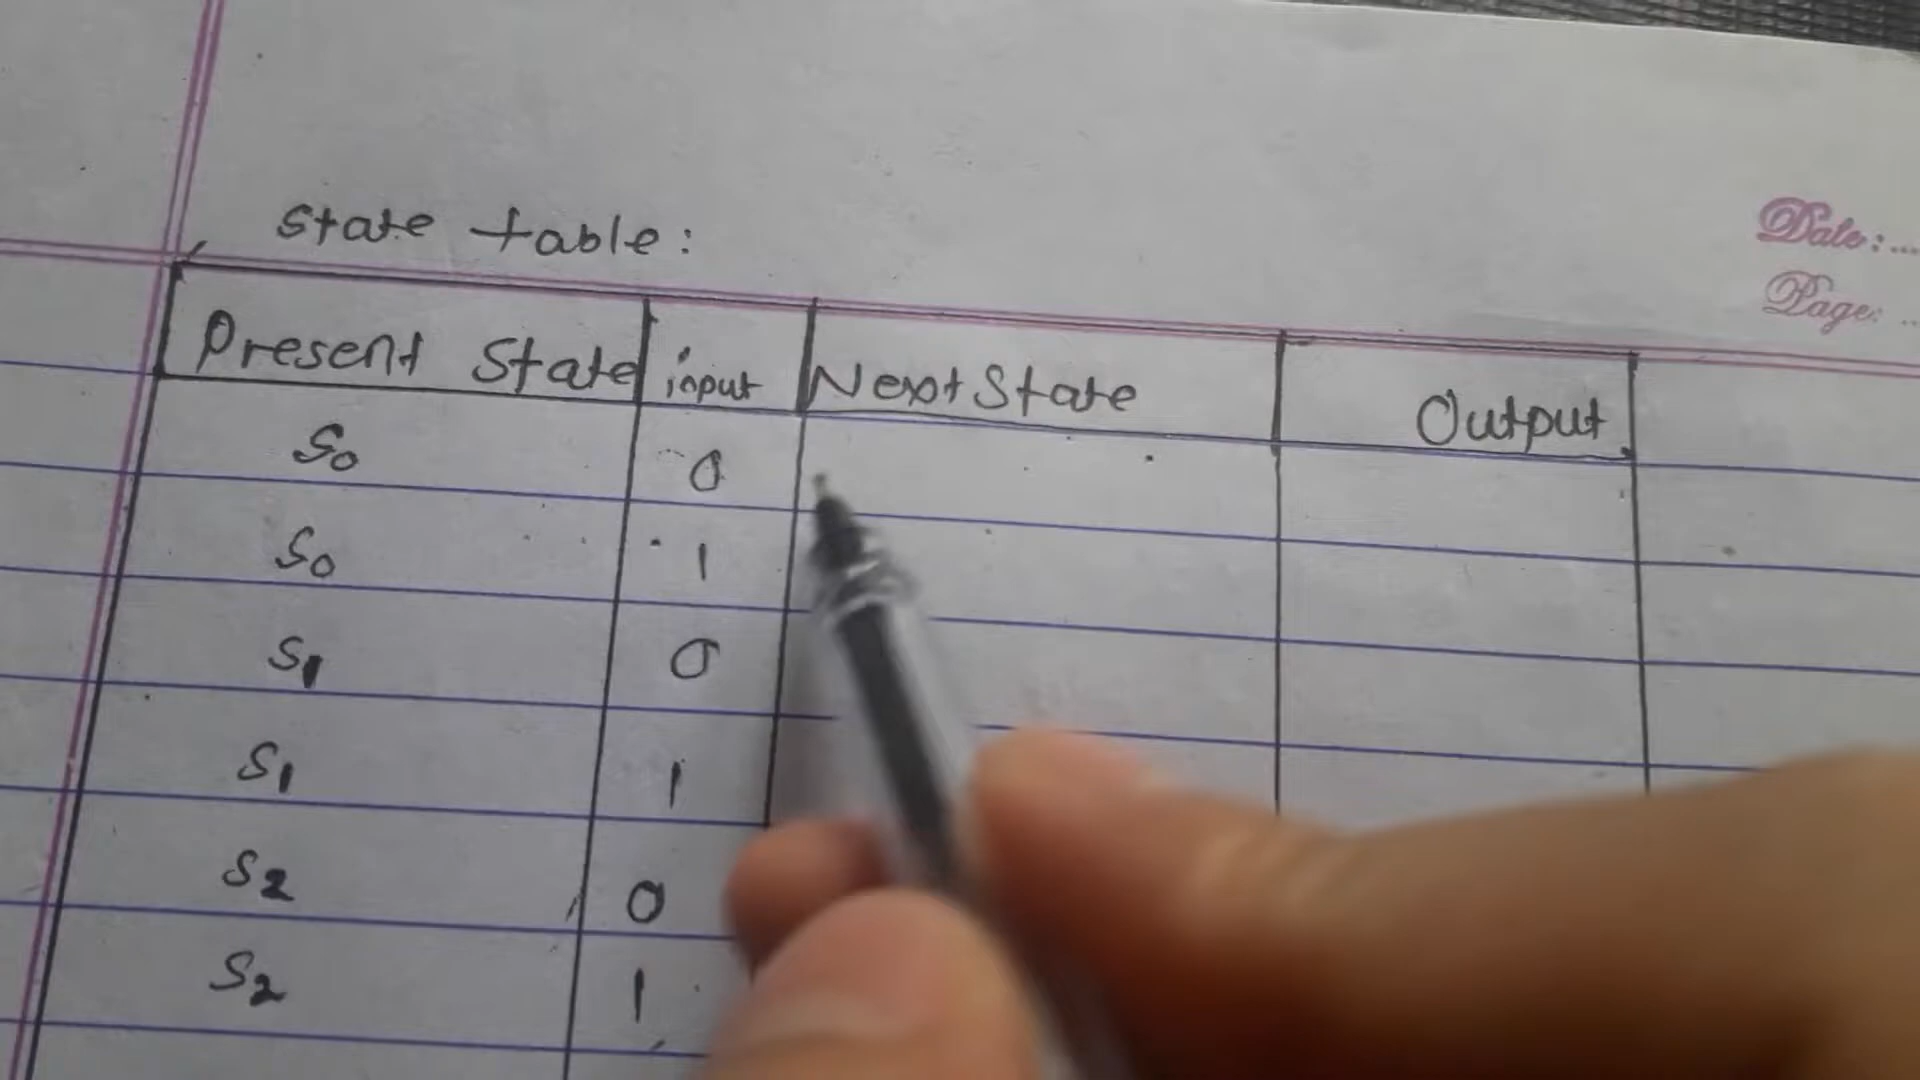 State table:
Date:....
Page: ..
Present State input Next State Output
S0 0
S0 1
S1 0
S1 1
S2 0
S2 1